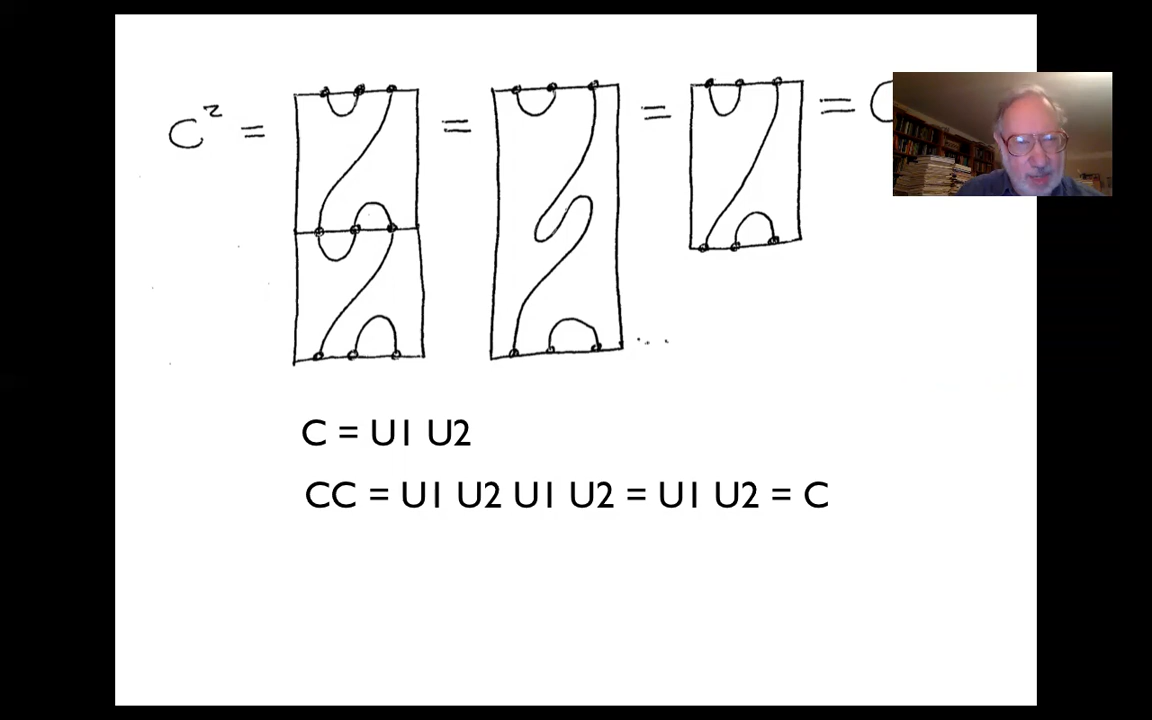 C² = = = C
...
C = U1 U2
CC = U1 U2 U1 U2 = U1 U2 = C